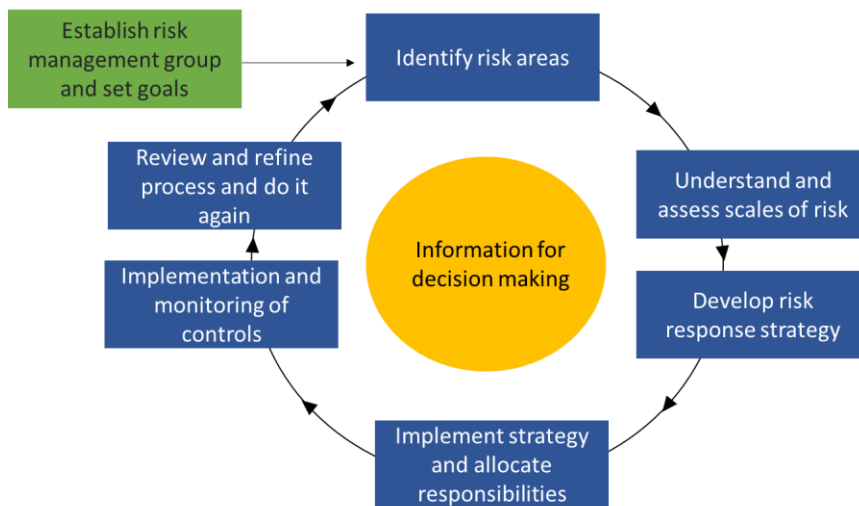 Establish risk
management group
and set goals
Identify risk areas
Understand and
assess scales of risk
Develop risk
response strategy
Implement strategy
and allocate
responsibilities
Implementation and
monitoring of
controls
Review and refine
process and do it
again
Information for
decision making